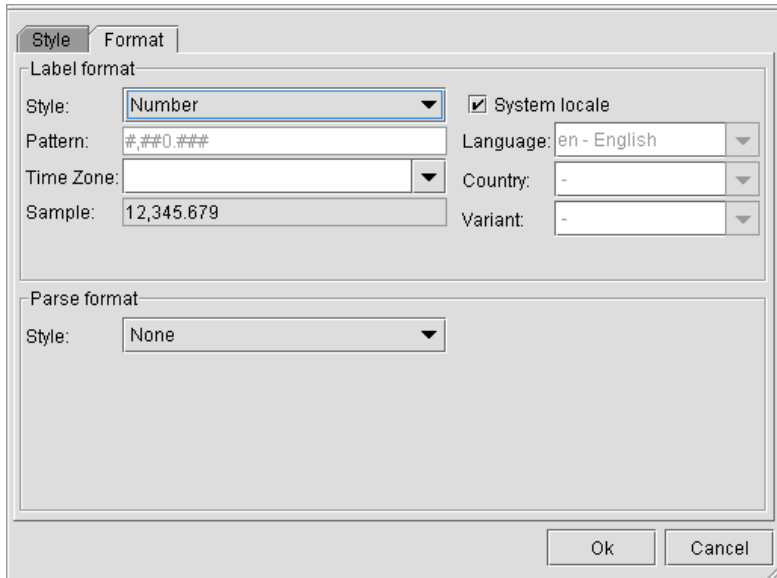 Style Format
Label format
Style: Number
System locale
Pattern: #,##0.###
Language: en - English
Time Zone:
Country: -
Sample: 12,345.679
Variant: -
Parse format
Style: None
Ok Cancel